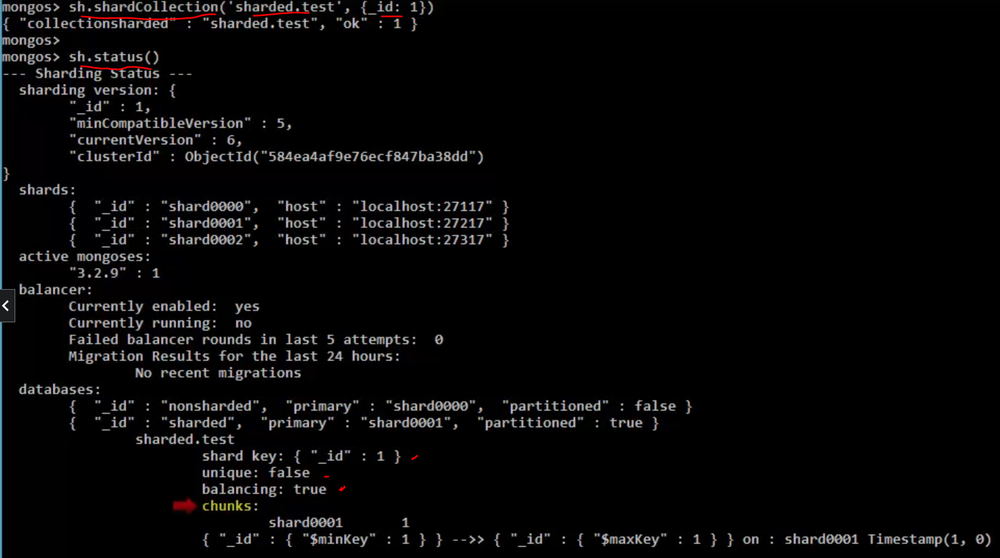 mongos> sh.shardCollection('sharded.test', {_id: 1})
{ "collectionsharded" : "sharded.test", "ok" : 1 }
mongos>
mongos> sh.status()
--- Sharding Status ---
sharding version: {
"_id" : 1,
"minCompatibleVersion" : 5,
"currentVersion" : 6,
"clusterId" : ObjectId("584ea4af9e76ecf847ba38dd")
}
shards:
{ "_id" : "shard0000", "host" : "localhost:27117" }
{ "_id" : "shard0001", "host" : "localhost:27217" }
{ "_id" : "shard0002", "host" : "localhost:27317" }
active mongoses:
"3.2.9" : 1
balancer:
Currently enabled: yes
Currently running: no
Failed balancer rounds in last 5 attempts: 0
Migration Results for the last 24 hours:
No recent migrations
databases:
{ "_id" : "nonsharded", "primary" : "shard0000", "partitioned" : false }
{ "_id" : "sharded", "primary" : "shard0001", "partitioned" : true }
sharded.test
shard key: { "_id" : 1 }
unique: false
balancing: true
chunks:
shard0001 1
{ "_id" : { "$minKey" : 1 } } -->> { "_id" : { "$maxKey" : 1 } } on : shard0001 Timestamp(1, 0)